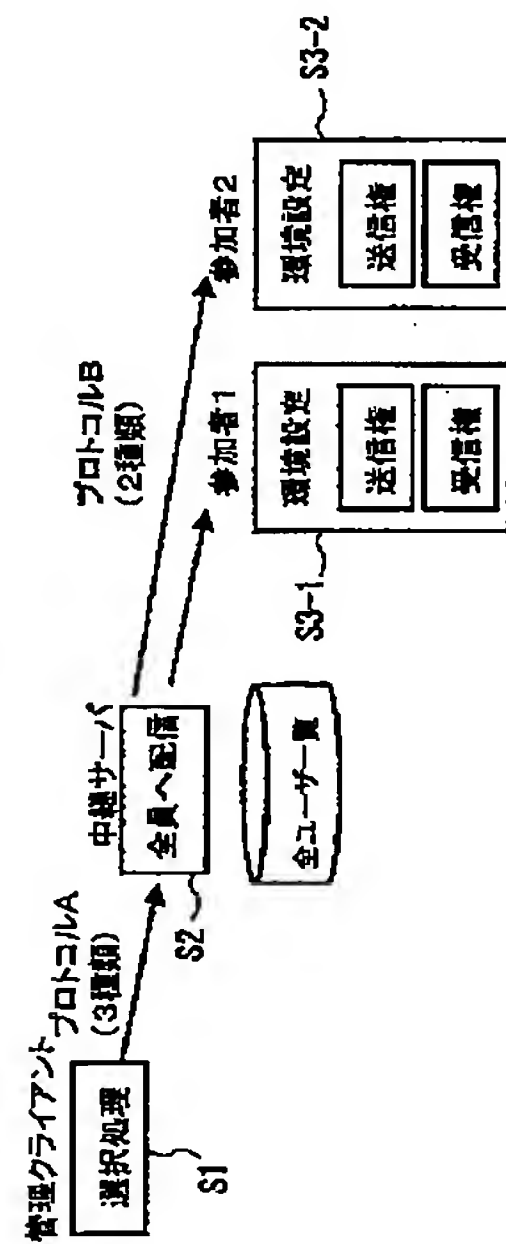 管理クライアント
選択処理
S1
プロトコルA
(3種類)
中継サーバ
全員へ配信
S2
全ユーザー覧
プロトコルB
(2種類)
参加者1
環境設定
送信権
受信権
S3-1
参加者2
環境設定
送信権
受信権
S3-2